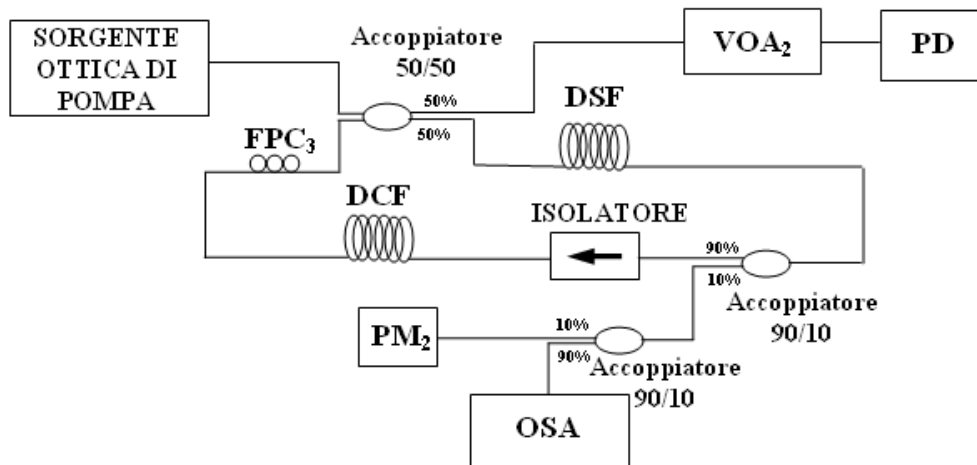 SORGENTE
OTTICA DI
POMPA
Accoppiatore
50/50
VOA₂
PD
50%
50%
DSF
FPC₃
DCF
ISOLATORE
90%
10%
Accoppiatore
90/10
PM₂
10%
90%
Accoppiatore
90/10
OSA